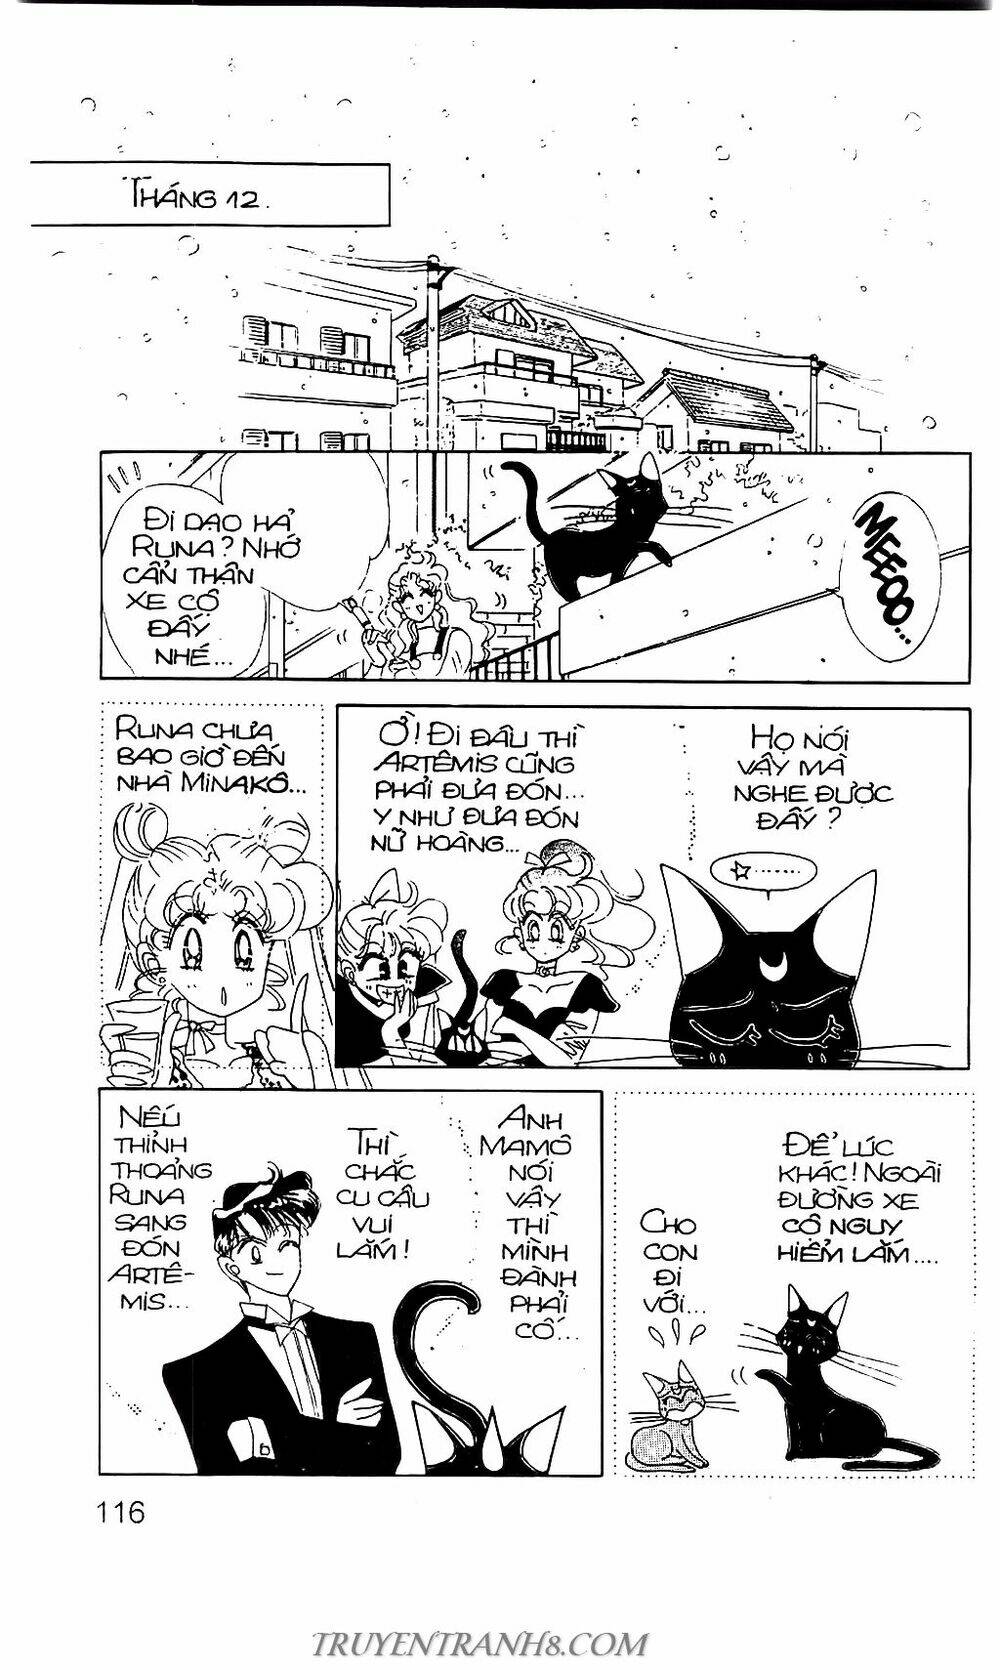 THÁNG 12.
ĐI DẠO HẢ
RUNA? NHỚ
CẨN THẬN
XE CỘ
ĐẤY
NHÉ...
MEEOO...
RUNA CHƯA
BAO GIỜ ĐẾN
NHÀ MINAKÔ...
Ồ! ĐI ĐÂU THÌ
ARTÊMIS CŨNG
PHẢI ĐƯA ĐÓN...
Y NHƯ ĐƯA ĐÓN
NỮ HOÀNG...
HỌ NÓI
VẬY MÀ
NGHE ĐƯỢC
ĐẤY?
☆.......
NẾU
THỈNH
THOẢNG
RUNA
SANG
ĐÓN
ARTÊ-
MIS...
THÌ
CHẮC
CU CẬU
VUI
LẮM!
ANH
MAMÔ
NÓI
VẬY
THÌ
MÌNH
ĐÀNH
PHẢI
CỐ...
CHO
CON
ĐI
VỚI...
ĐỂ LÚC
KHÁC! NGOÀI
ĐƯỜNG XE
CỘ NGUY
HIỂM LẮM....
116
TRUYENTRANH8.COM